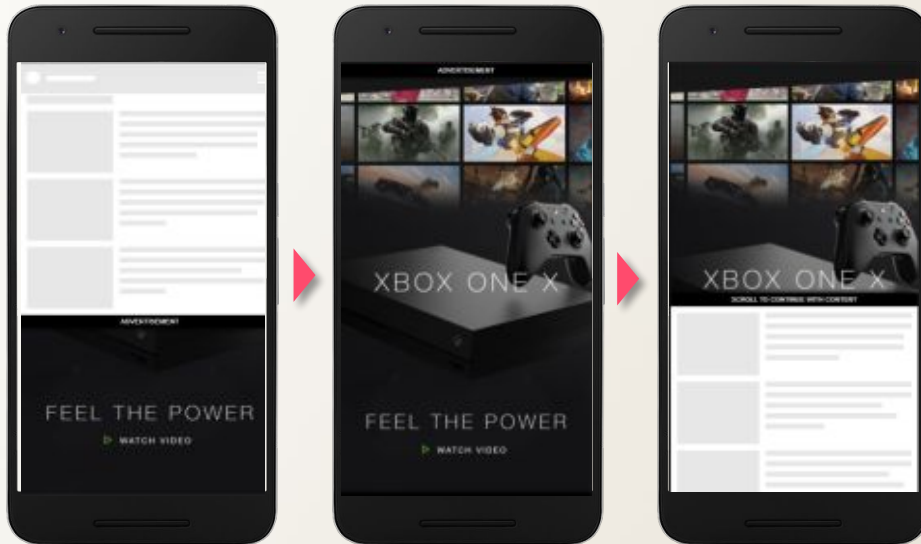 ADVERTISEMENT
FEEL THE POWER
WATCH VIDEO
ADVERTISEMENT
XBOX ONE X
FEEL THE POWER
WATCH VIDEO
XBOX ONE X
SCROLL TO CONTINUE WITH CONTENT